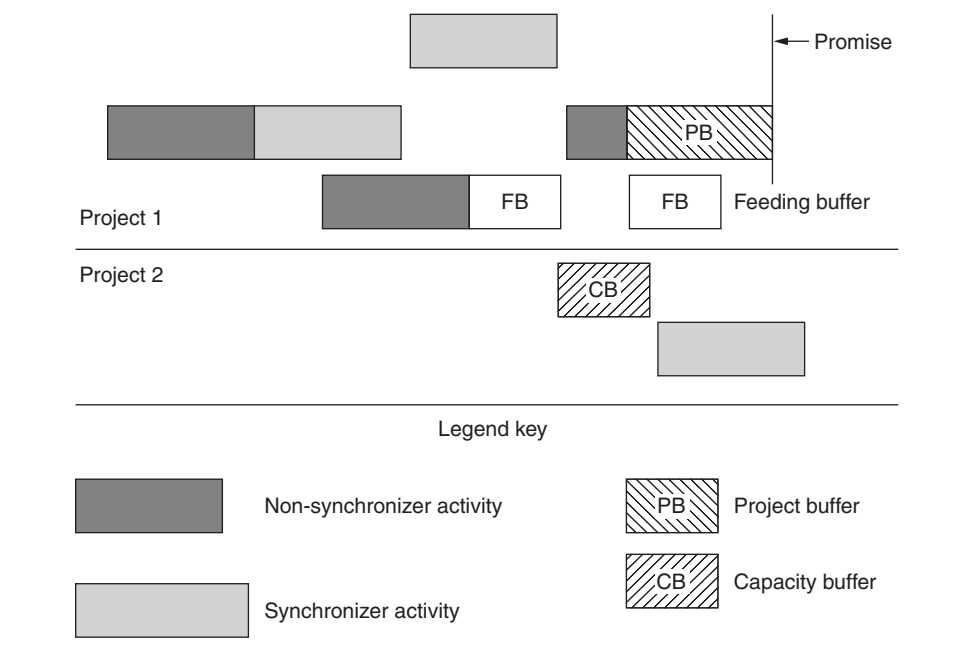 Promise
PB
FB
FB
Feeding buffer
Project 1
Project 2
CB
Legend key
Non-synchronizer activity
PB
Project buffer
CB
Capacity buffer
Synchronizer activity